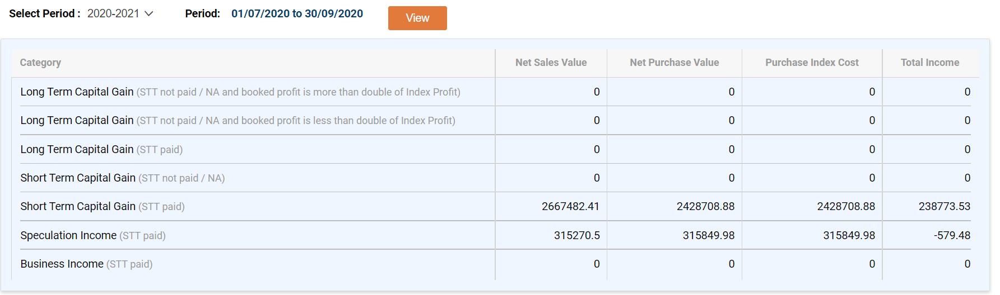 Select Period : 2020-2021 Period: 01/07/2020 to 30/09/2020 View
Category Net Sales Value Net Purchase Value Purchase Index Cost Total Income
Long Term Capital Gain (STT not paid / NA and booked profit is more than double of Index Profit) 0 0 0 0
Long Term Capital Gain (STT not paid / NA and booked profit is less than double of Index Profit) 0 0 0 0
Long Term Capital Gain (STT paid) 0 0 0 0
Short Term Capital Gain (STT not paid / NA) 0 0 0 0
Short Term Capital Gain (STT paid) 2667482.41 2428708.88 2428708.88 238773.53
Speculation Income (STT paid) 315270.5 315849.98 315849.98 -579.48
Business Income (STT paid) 0 0 0 0